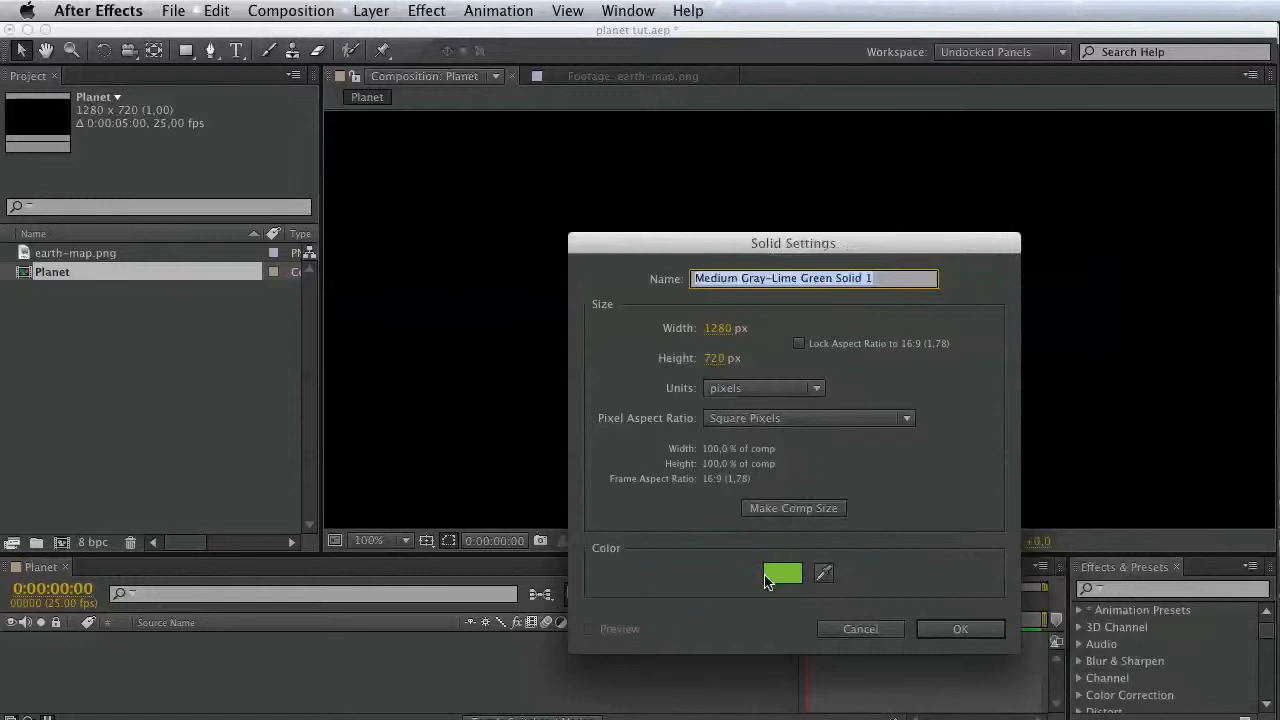 After Effects File Edit Composition Layer Effect Animation View Window Help
planet tut.aep *
Workspace: Undocked Panels Search Help
Project Composition: Planet Footage: earth-map.png
Planet
1280 x 720 (1,00)
Δ 0:00:05:00, 25,00 fps
Planet
Name Type
earth-map.png
Planet
Solid Settings
Name: Medium Gray-Lime Green Solid 1
Size
Width: 1280 px
Lock Aspect Ratio to 16:9 (1,78)
Height: 720 px
Units: pixels
Pixel Aspect Ratio: Square Pixels
Width: 100,0 % of comp
Height: 100,0 % of comp
Frame Aspect Ratio: 16:9 (1,78)
Make Comp Size
Color
Preview Cancel OK
8 bpc
100% 0:00:00:00 +0,0
Planet
0:00:00:00
00000 (25.00 fps)
# Source Name
Effects & Presets
* Animation Presets
3D Channel
Audio
Blur & Sharpen
Channel
Color Correction
Distort